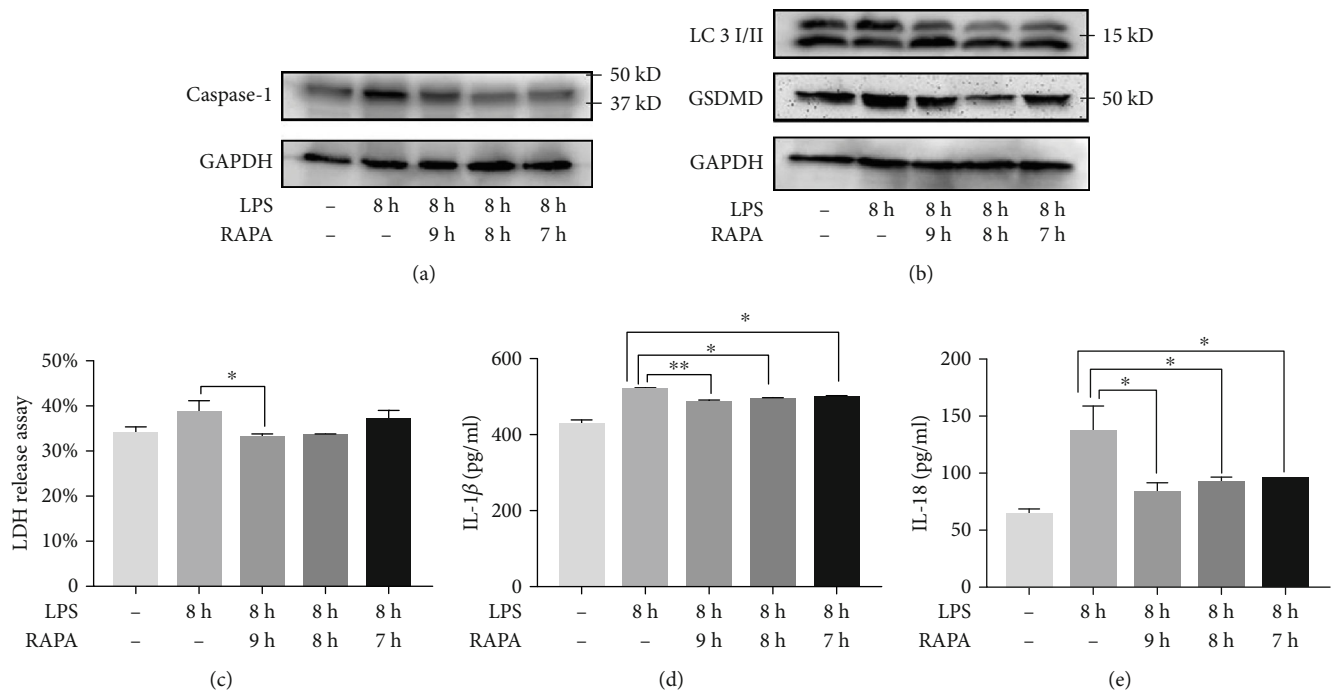 Caspase-1
50 kD
37 kD
GAPDH
LPS – 8 h 8 h 8 h 8 h
RAPA – – 9 h 8 h 7 h
(a)
LC 3 I/II
15 kD
GSDMD
50 kD
GAPDH
LPS – 8 h 8 h 8 h 8 h
RAPA – – 9 h 8 h 7 h
(b)
LDH release assay
50%
40%
30%
20%
10%
0
*
LPS – 8 h 8 h 8 h 8 h
RAPA – – 9 h 8 h 7 h
(c)
IL-1β (pg/ml)
600
400
200
0
*
*
**
LPS – 8 h 8 h 8 h 8 h
RAPA – – 9 h 8 h 7 h
(d)
IL-18 (pg/ml)
200
150
100
50
0
*
*
*
LPS – 8 h 8 h 8 h 8 h
RAPA – – 9 h 8 h 7 h
(e)